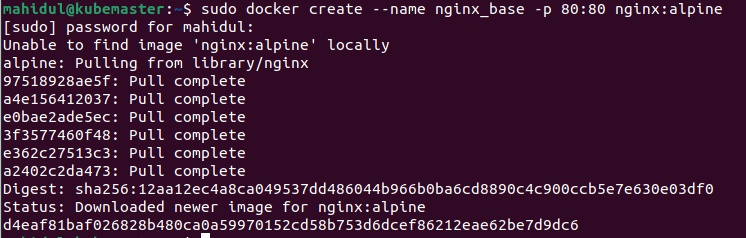 mahidul@kubemaster:~$ sudo docker create --name nginx_base -p 80:80 nginx:alpine
[sudo] password for mahidul:
Unable to find image 'nginx:alpine' locally
alpine: Pulling from library/nginx
97518928ae5f: Pull complete
a4e156412037: Pull complete
e0bae2ade5ec: Pull complete
3f3577460f48: Pull complete
e362c27513c3: Pull complete
a2402c2da473: Pull complete
Digest: sha256:12aa12ec4a8ca049537dd486044b966b0ba6cd8890c4c900ccb5e7e630e03df0
Status: Downloaded newer image for nginx:alpine
d4eaf81baf026828b480ca0a59970152cd58b753d6dcef86212eae62be7d9dc6